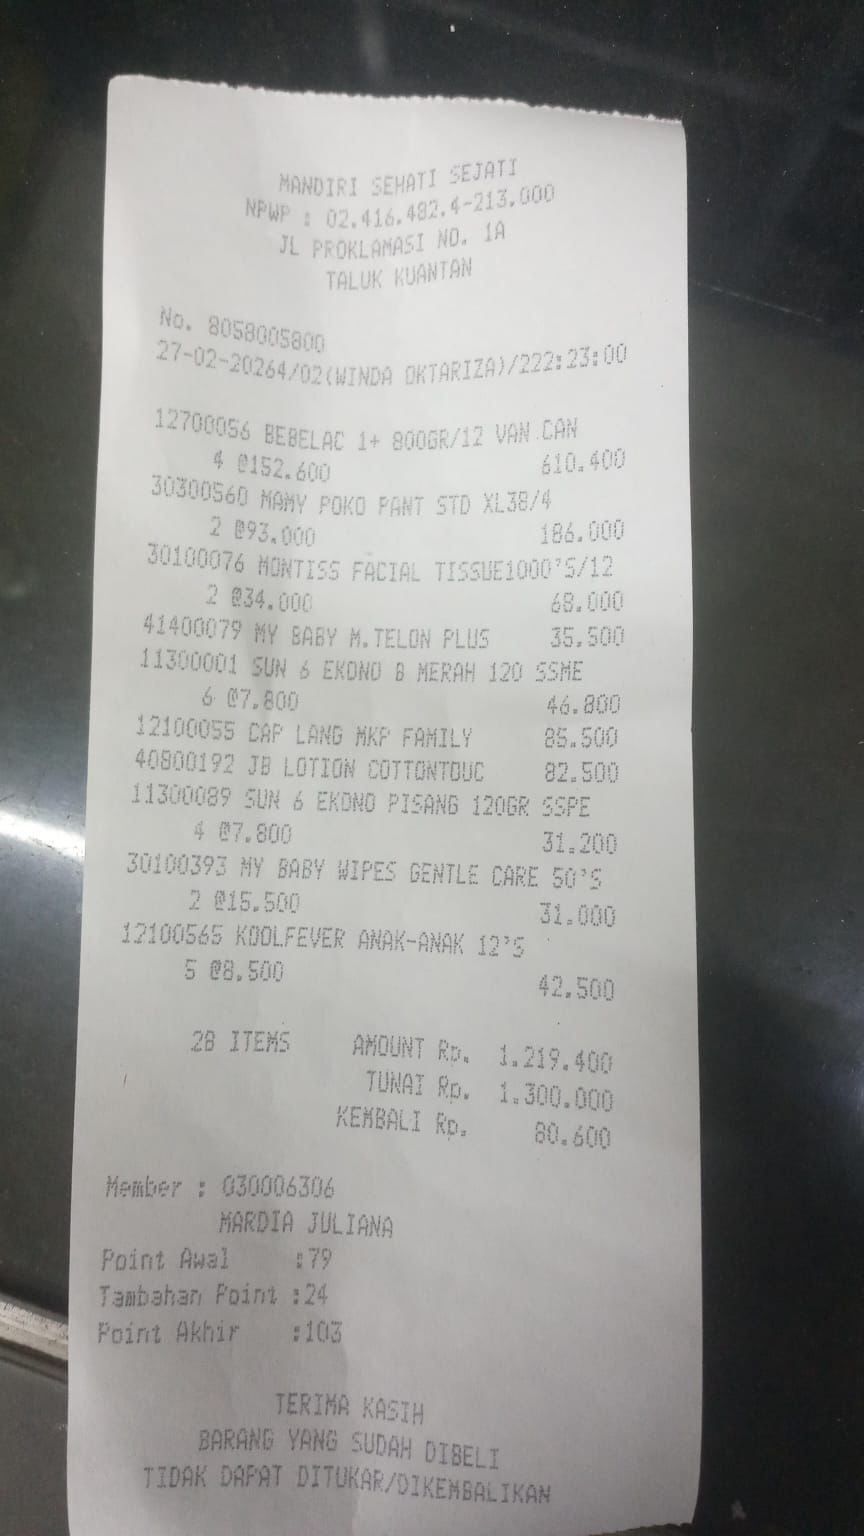 MANDIRI SEHATI SEJATI
NPWP : 02.416.482.4-213.000
JL PROKLAMASI NO. 1A
TALUK KUANTAN
No. 8058005800
27-02-20264/02(WINDA OKTARIZA)/222:23:00
12700056 BEBELAC 1+ 800GR/12 VAN CAN
4 @152.600 610.400
30300560 MAMY POKO PANT STD XL38/4
2 @93.000 186.000
30100076 MONTISS FACIAL TISSUE1000'S/12
2 @34.000 68.000
41400079 MY BABY M.TELON PLUS 35.500
11300001 SUN 6 EKONO B MERAH 120 SSME
6 @7.800 46.800
12100055 CAP LANG MKP FAMILY 85.500
40800192 JB LOTION COTTONTOUC 82.500
11300089 SUN 6 EKONO PISANG 120GR SSPE
4 @7.800 31.200
30100393 MY BABY WIPES GENTLE CARE 50'S
2 @15.500 31.000
12100565 KOOLFEVER ANAK-ANAK 12'S
5 @8.500 42.500
28 ITEMS AMOUNT Rp. 1.219.400
TUNAI Rp. 1.300.000
KEMBALI Rp. 80.600
Member : 030006306
MARDIA JULIANA
Point Awal :79
Tambahan Point :24
Point Akhir :103
TERIMA KASIH
BARANG YANG SUDAH DIBELI
TIDAK DAPAT DITUKAR/DIKEMBALIKAN